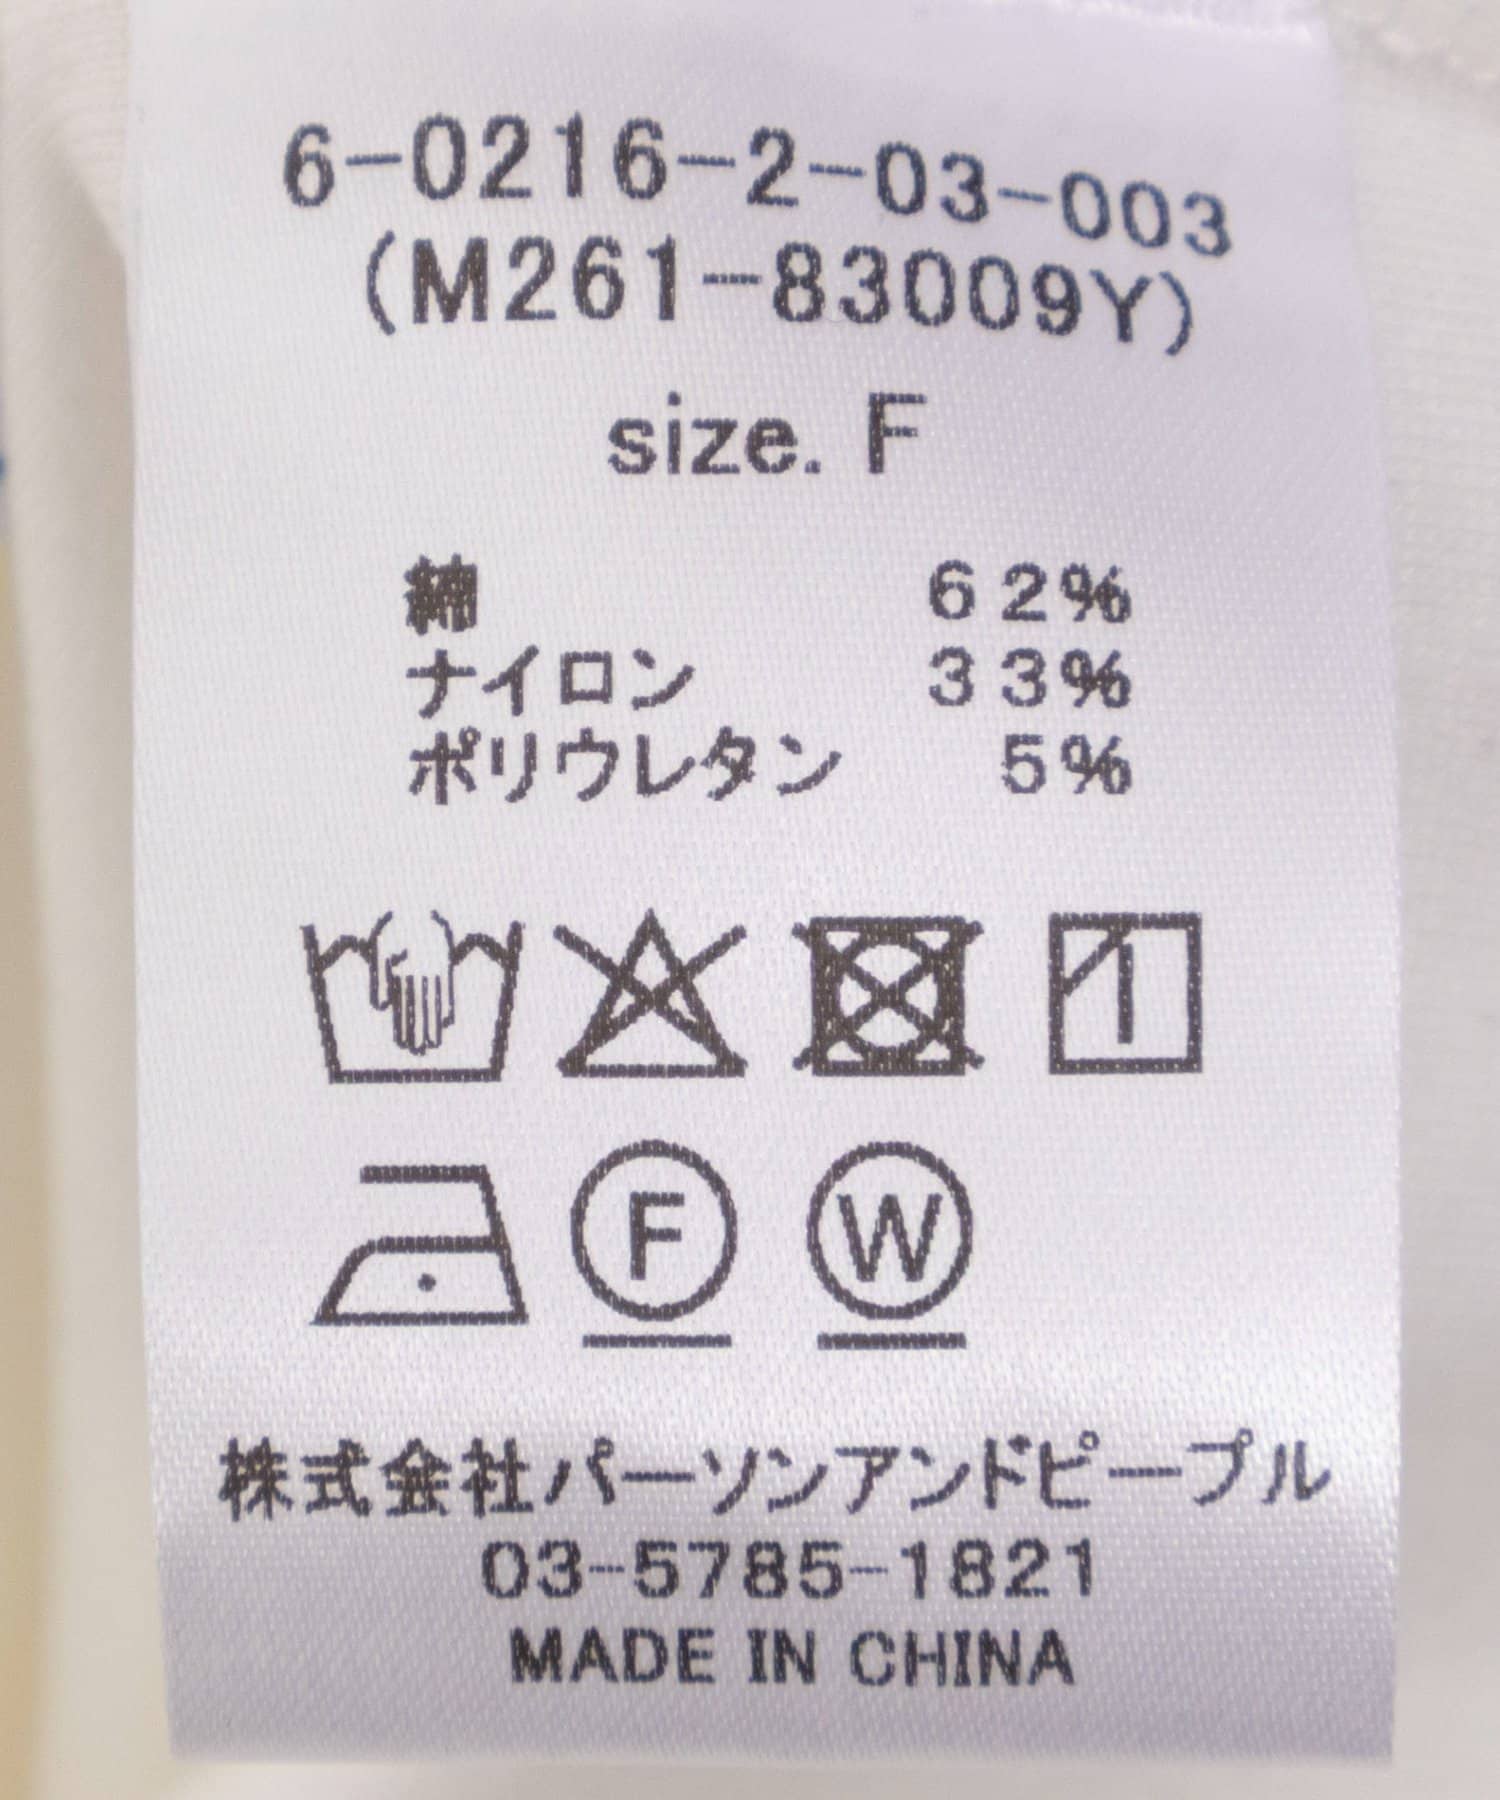 6-0216-2-03-003
(M261-83009Y)
size. F
綿 62%
ナイロン 33%
ポリウレタン 5%
F W
株式会社パーソンアンドピープル
03-5785-1821
MADE IN CHINA